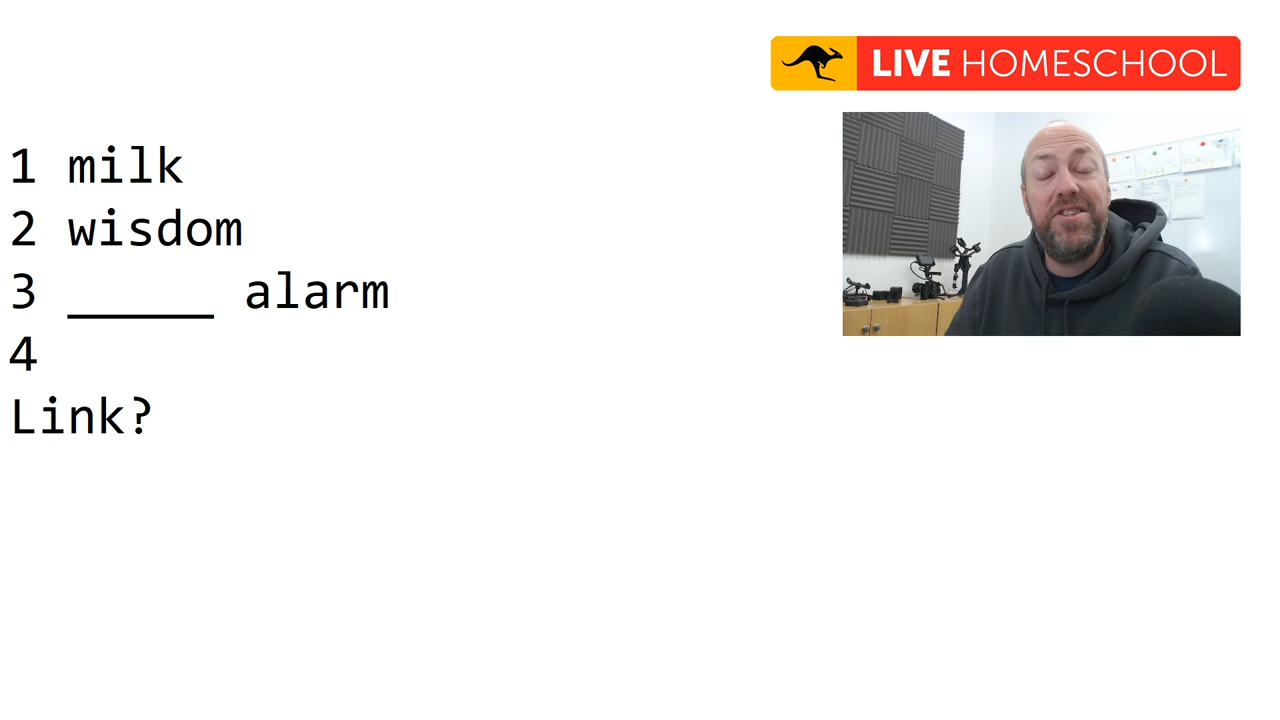 LIVE HOMESCHOOL
1 milk
2 wisdom
3 _____ alarm
4
Link?